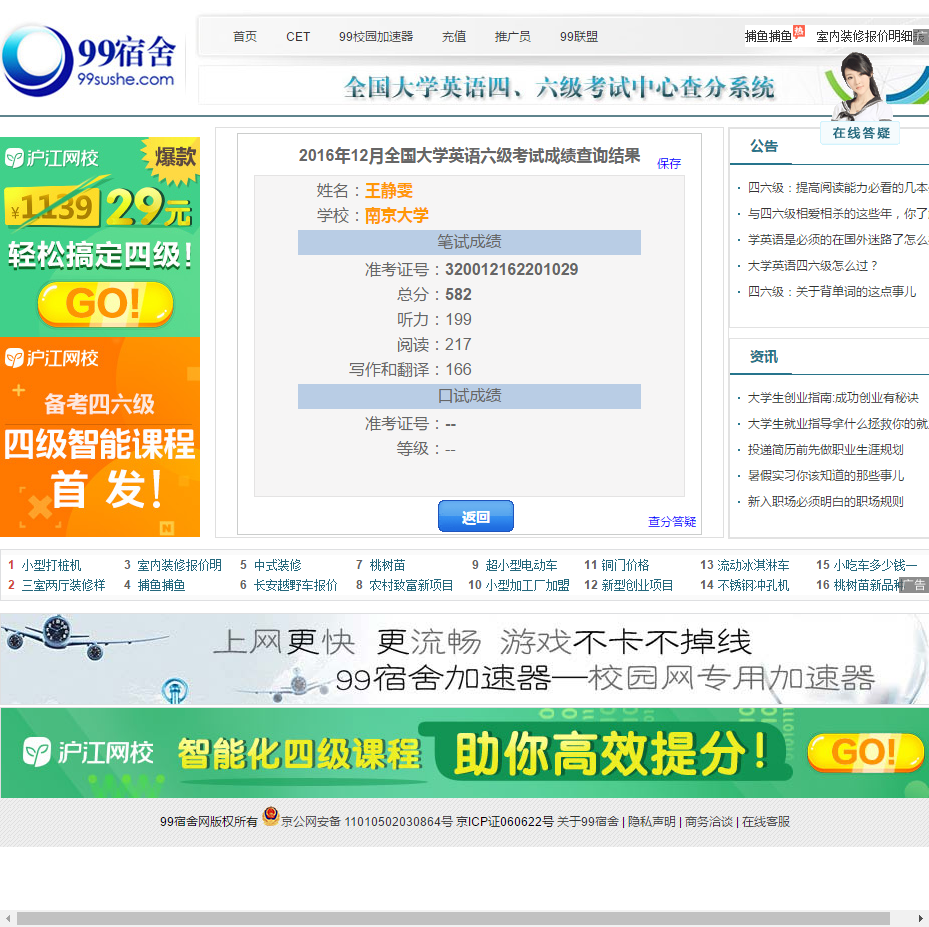 99宿舍
99sushe.com
首页 CET 99校园加速器 充值 推广员 99联盟
捕鱼捕鱼 热 室内装修报价明细
全国大学英语四、六级考试中心查分系统
在线答疑
沪江网校
爆款
¥1139 29元
轻松搞定四级!
GO!
沪江网校
备考四六级
四级智能课程
首 发!
2016年12月全国大学英语六级考试成绩查询结果 保存
姓名：王静雯
学校：南京大学
笔试成绩
准考证号：320012162201029
总分：582
听力：199
阅读：217
写作和翻译：166
口试成绩
准考证号：--
等级：--
返回
查分答疑
公告
· 四六级：提高阅读能力必看的几本
· 与四六级相爱相杀的这些年，你了
· 学英语是必须的在国外迷路了怎么
· 大学英语四六级怎么过？
· 四六级：关于背单词的这点事儿
资讯
· 大学生创业指南:成功创业有秘诀
· 大学生就业指导拿什么拯救你的就
· 投递简历前先做职业生涯规划
· 暑假实习你该知道的那些事儿
· 新入职场必须明白的职场规则
1 小型打桩机 3 室内装修报价明 5 中式装修 7 桃树苗 9 超小型电动车 11 铜门价格 13 流动冰淇淋车 15 小吃车多少钱一
2 三室两厅装修样 4 捕鱼捕鱼 6 长安越野车报价 8 农村致富新项目 10 小型加工厂加盟 12 新型创业项目 14 不锈钢冲孔机 16 桃树苗新品种 广告
上网更快 更流畅 游戏不卡不掉线
99宿舍加速器—校园网专用加速器
沪江网校 智能化四级课程 助你高效提分! GO!
99宿舍网版权所有 京公网安备 11010502030864号 京ICP证060622号 关于99宿舍 | 隐私声明 | 商务洽谈 | 在线客服